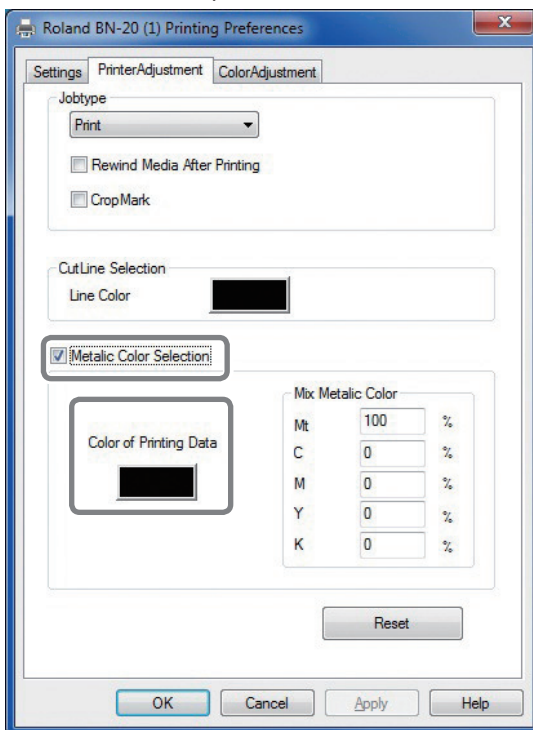 Roland BN-20 (1) Printing Preferences
Settings PrinterAdjustment ColorAdjustment
Jobtype
Print
Rewind Media After Printing
CropMark
CutLine Selection
Line Color
Metalic Color Selection
Color of Printing Data
Mix Metalic Color
Mt 100 %
C 0 %
M 0 %
Y 0 %
K 0 %
Reset
OK Cancel Apply Help